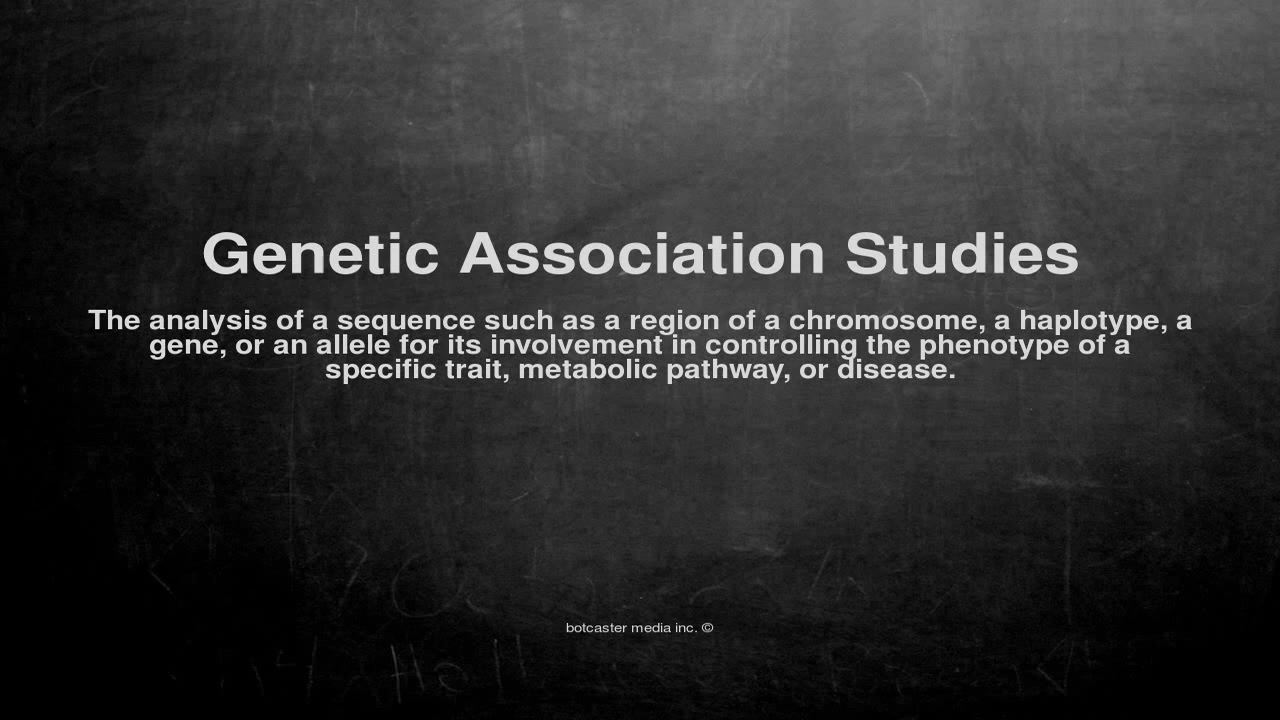 Genetic Association Studies
The analysis of a sequence such as a region of a chromosome, a haplotype, a
gene, or an allele for its involvement in controlling the phenotype of a
specific trait, metabolic pathway, or disease.
botcaster media inc. ©